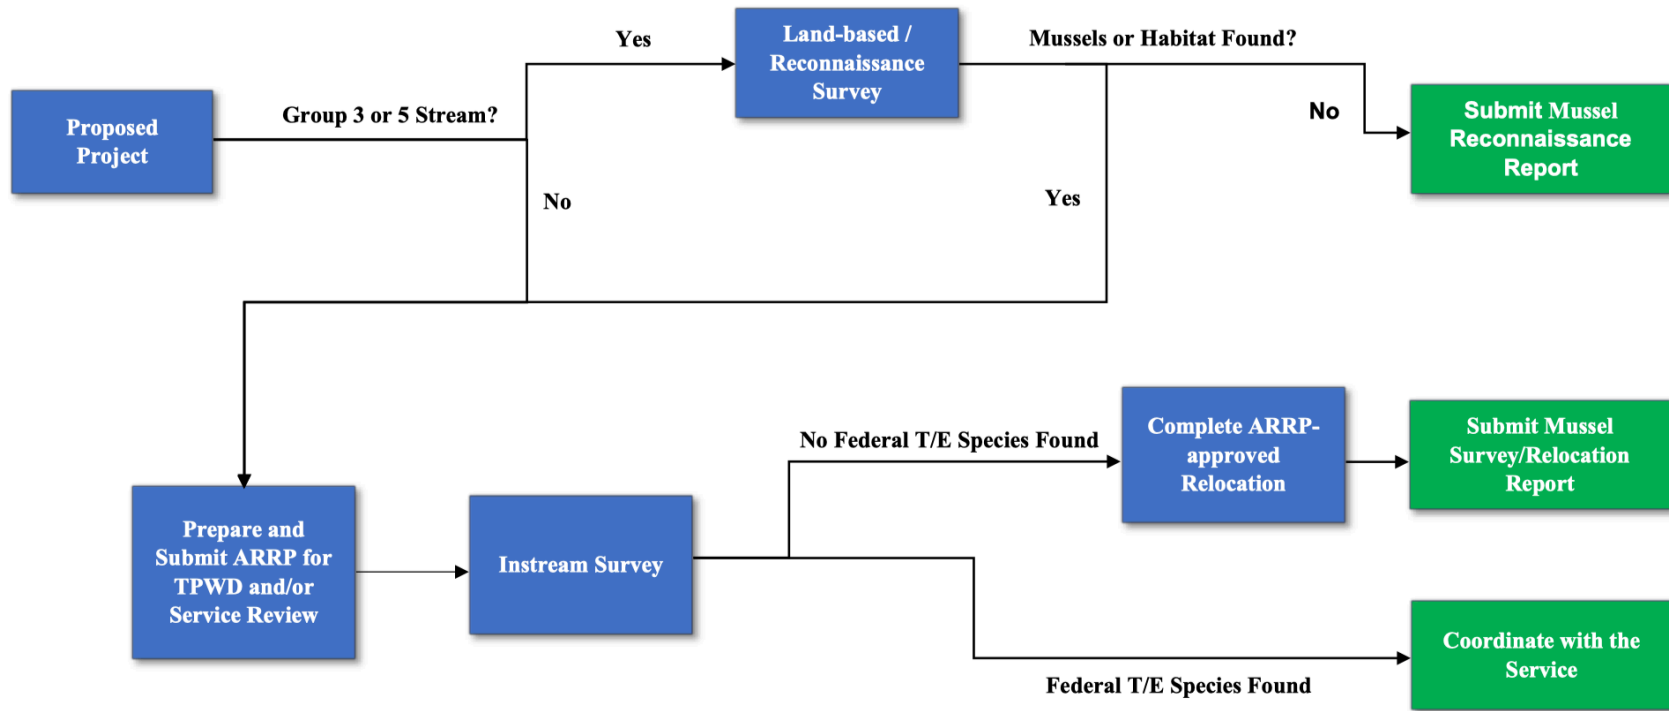 Proposed
Project
Group 3 or 5 Stream?
Yes
No
Land-based /
Reconnaissance
Survey
Mussels or Habitat Found?
No
Yes
Submit Mussel
Reconnaissance
Report
Prepare and
Submit ARRP for
TPWD and/or
Service Review
Instream Survey
No Federal T/E Species Found
Complete ARRP-
approved
Relocation
Submit Mussel
Survey/Relocation
Report
Federal T/E Species Found
Coordinate with the
Service